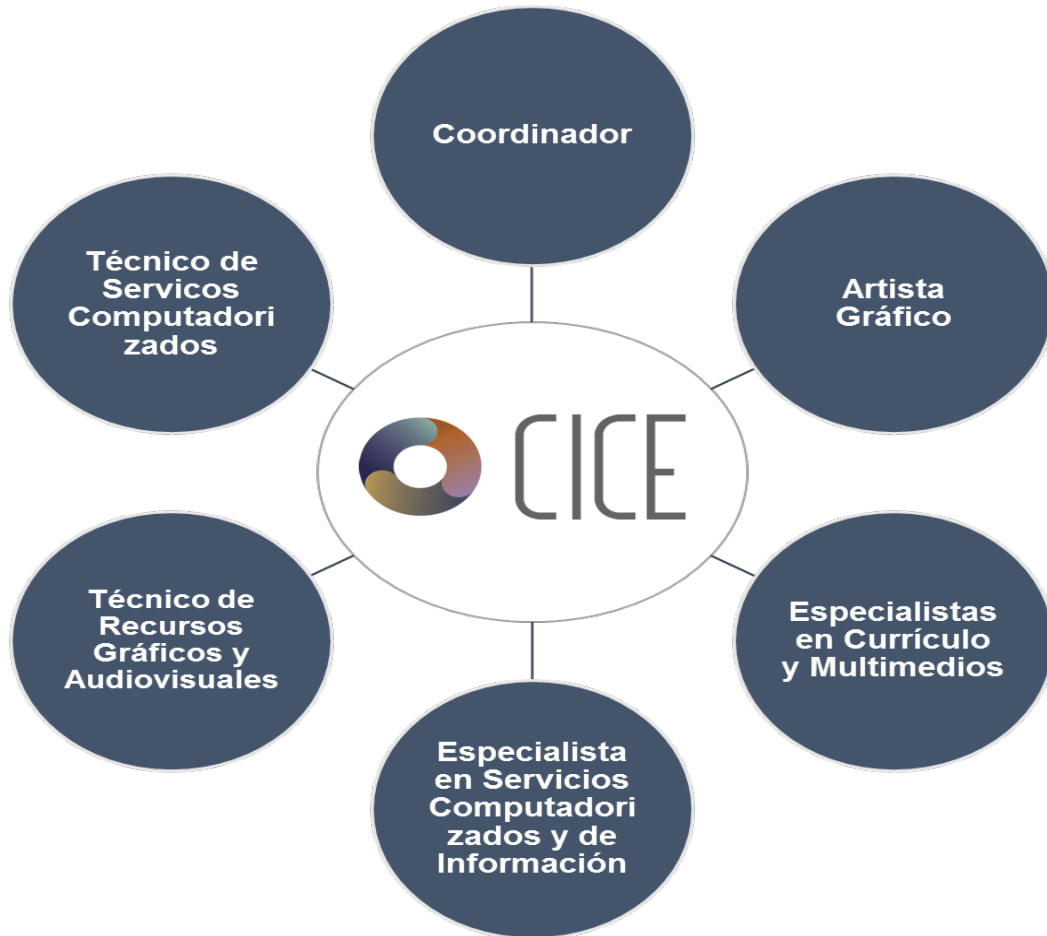 Coordinador
Artista
Gráfico
Especialistas
en Currículo
y Multimedios
Especialista
en Servicios
Computadori
zados y de
Información
Técnico de
Recursos
Gráficos y
Audiovisuales
Técnico de
Servicos
Computadori
zados
CICE